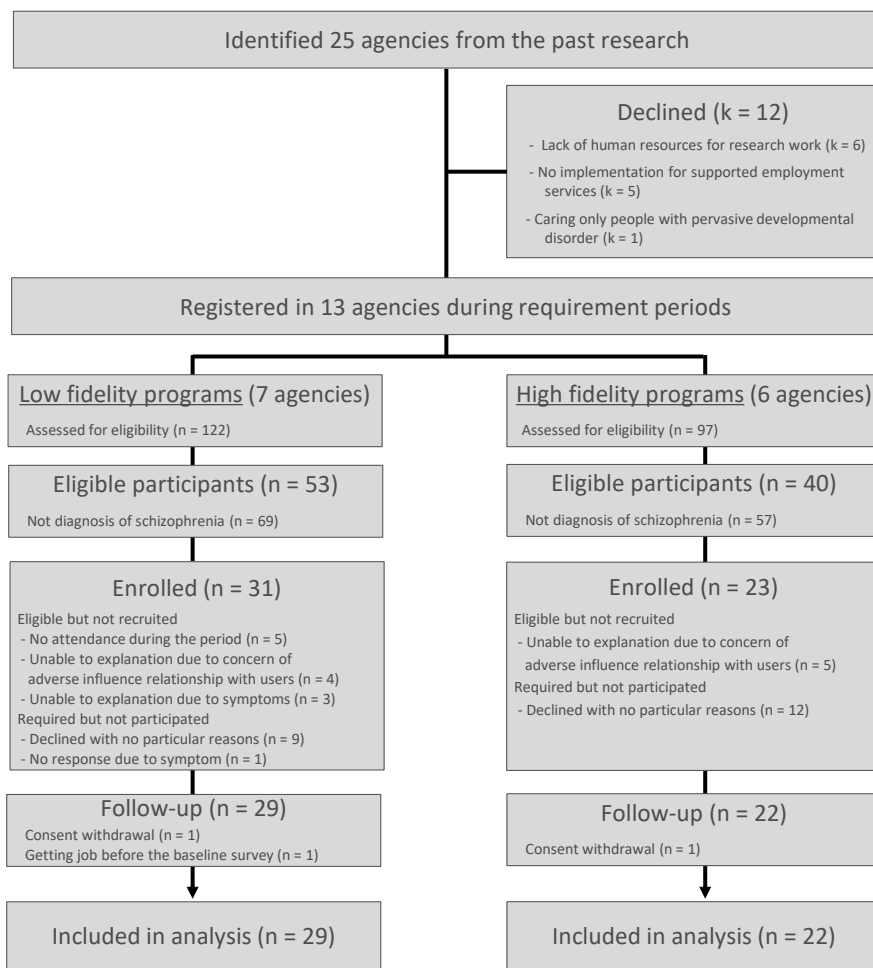 Identified 25 agencies from the past research
Declined (k = 12)
- Lack of human resources for research work (k = 6)
- No implementation for supported employment
services (k = 5)
- Caring only people with pervasive developmental
disorder (k = 1)
Registered in 13 agencies during requirement periods
Low fidelity programs (7 agencies)
Assessed for eligibility (n = 122)
Eligible participants (n = 53)
Not diagnosis of schizophrenia (n = 69)
Enrolled (n = 31)
Eligible but not recruited
- No attendance during the period (n = 5)
- Unable to explanation due to concern of
adverse influence relationship with users (n = 4)
- Unable to explanation due to symptoms (n = 3)
Required but not participated
- Declined with no particular reasons (n = 9)
- No response due to symptom (n = 1)
Follow-up (n = 29)
Consent withdrawal (n = 1)
Getting job before the baseline survey (n = 1)
Included in analysis (n = 29)
High fidelity programs (6 agencies)
Assessed for eligibility (n = 97)
Eligible participants (n = 40)
Not diagnosis of schizophrenia (n = 57)
Enrolled (n = 23)
Eligible but not recruited
- Unable to explanation due to concern of
adverse influence relationship with users (n = 5)
Required but not participated
- Declined with no particular reasons (n = 12)
Follow-up (n = 22)
Consent withdrawal (n = 1)
Included in analysis (n = 22)